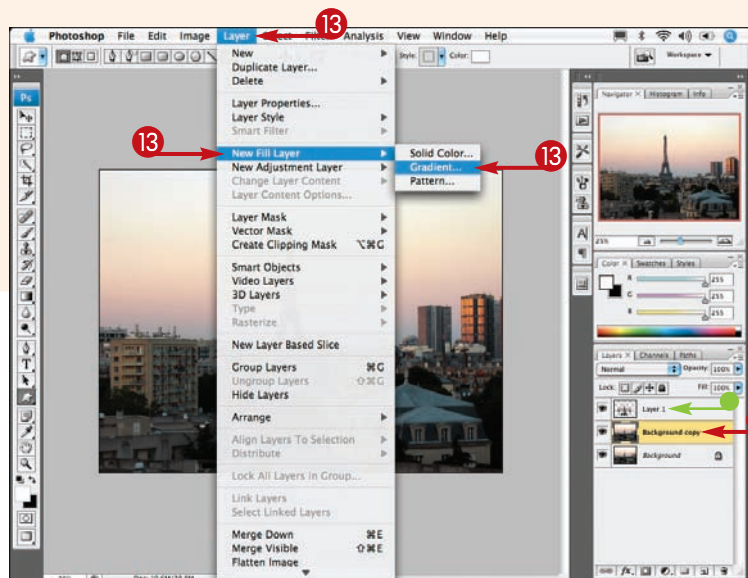 13
Photoshop File Edit Image Layer Select Filter Analysis View Window Help
Style: Color: Workspace
New
Duplicate Layer...
Delete
Layer Properties...
Layer Style
Smart Filter
13
New Fill Layer
Solid Color...
13
New Adjustment Layer
Gradient...
Change Layer Content
Pattern...
Layer Content Options...
Layer Mask
Vector Mask
Create Clipping Mask ⌥⌘G
Smart Objects
Video Layers
3D Layers
Type
Rasterize
New Layer Based Slice
Group Layers ⌘G
Ungroup Layers ⇧⌘G
Hide Layers
Arrange
Align Layers To Selection
Distribute
Lock All Layers in Group...
Link Layers
Select Linked Layers
Merge Down ⌘E
Merge Visible ⇧⌘E
Flatten Image
Ps
Navigator × Histogram Info
Color × Swatches Styles
R 255
G 255
B 255
Layers × Channels Paths
Normal Opacity: 100%
Lock: Fill: 100%
Layer 1
Background copy
Background